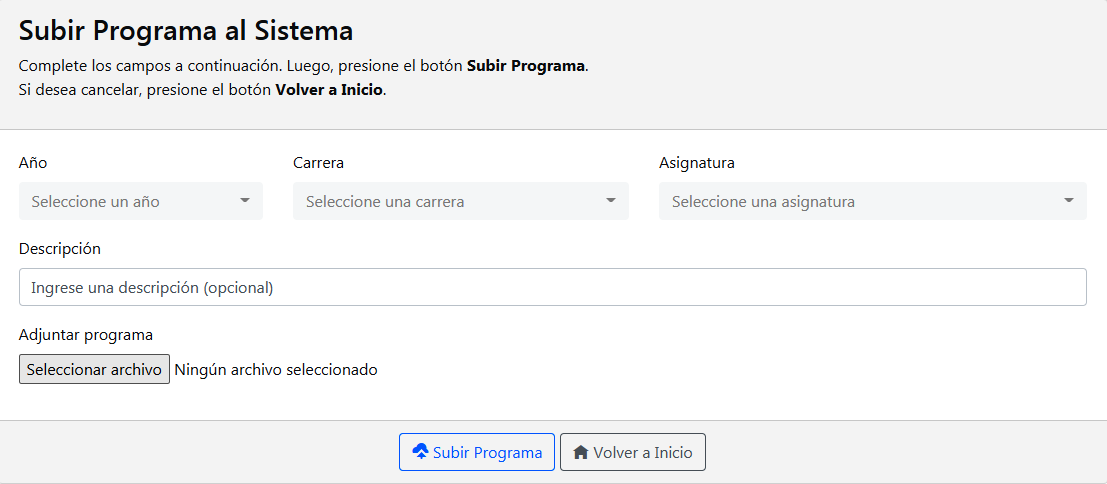 Subir Programa al Sistema
Complete los campos a continuación. Luego, presione el botón Subir Programa.
Si desea cancelar, presione el botón Volver a Inicio.
Año Carrera Asignatura
Seleccione un año Seleccione una carrera Seleccione una asignatura
Descripción
Ingrese una descripción (opcional)
Adjuntar programa
Seleccionar archivo Ningún archivo seleccionado
Subir Programa Volver a Inicio